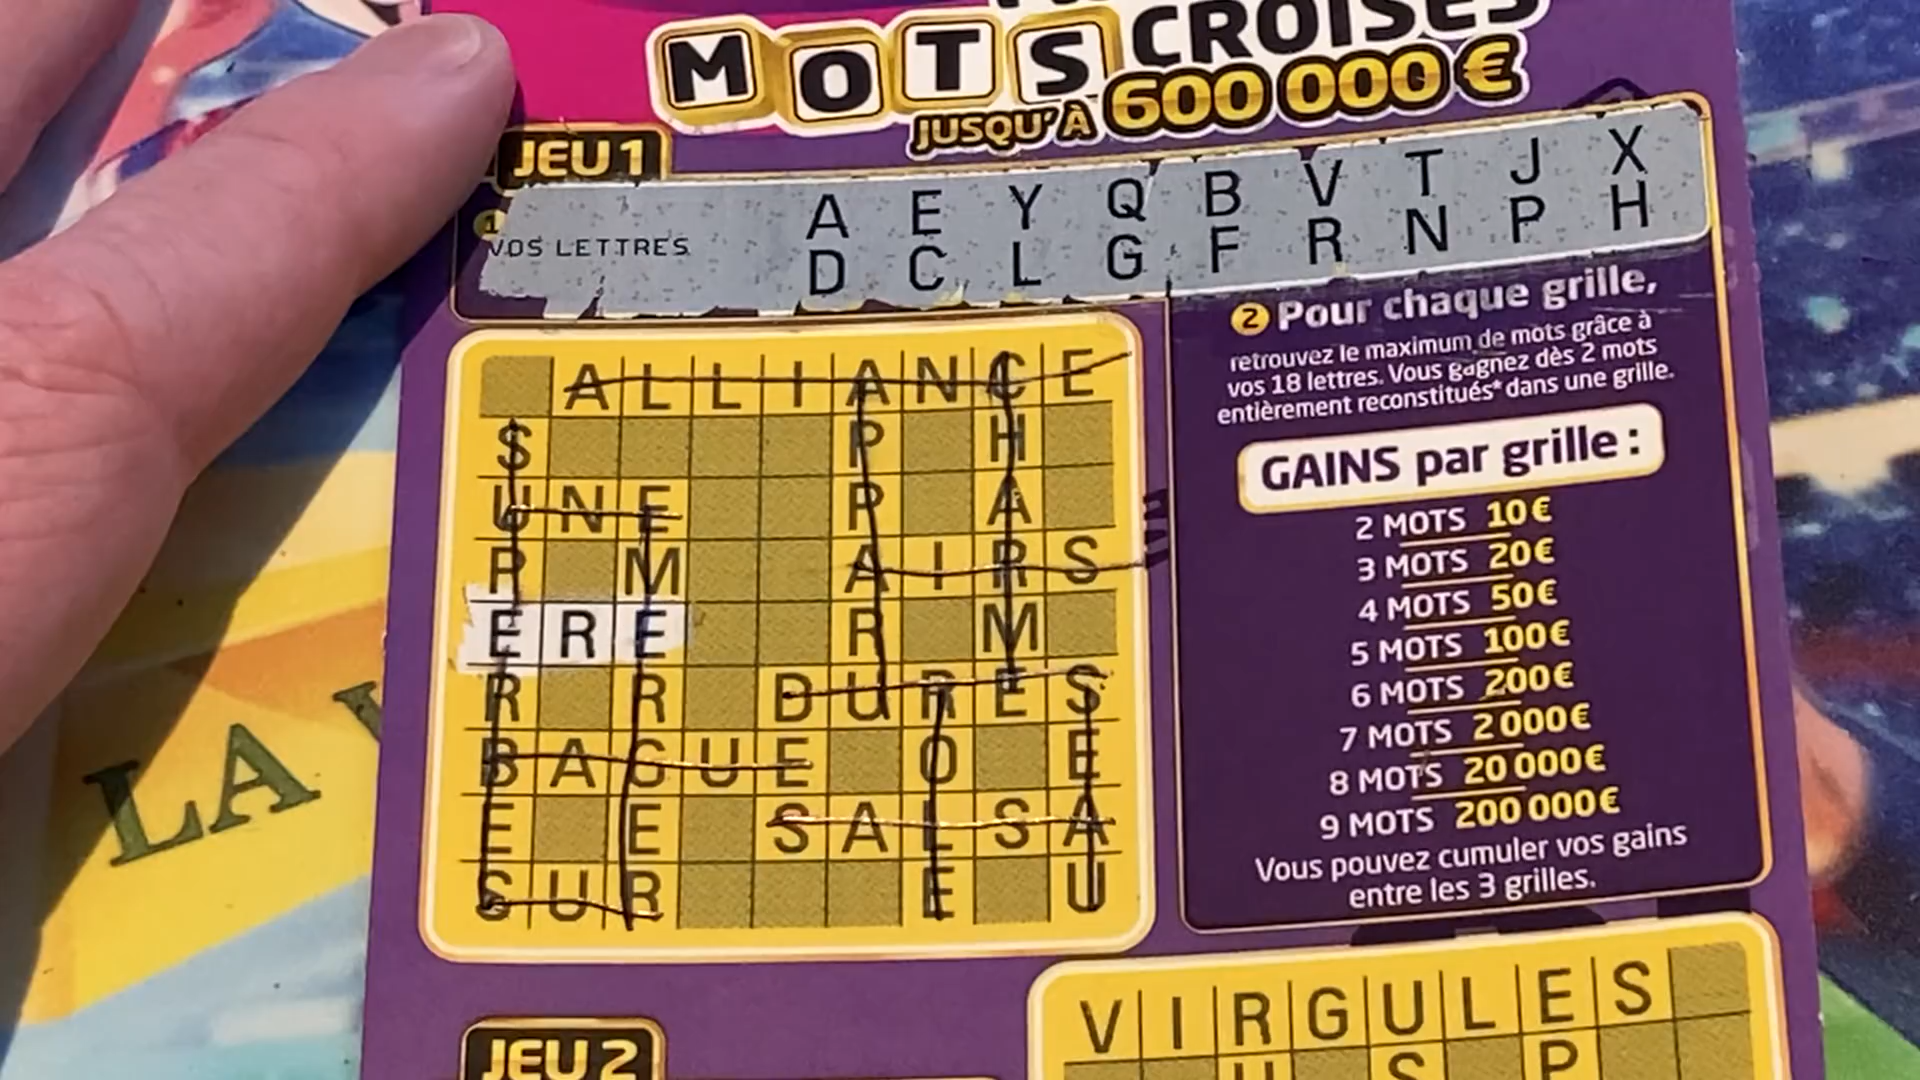 MOTS CROISÉS
JUSQU'À 600 000 €
JEU 1
1
A E Y Q B V T J X
VOS LETTRES
D C L G F R N P H
ALLIANCE
S P H
UNE P A
P M AIRS
ERE R M
R R DURES
BAGUE O E
E E SALSA
SUR E U
2 Pour chaque grille,
retrouvez le maximum de mots grâce à
vos 18 lettres. Vous gagnez dès 2 mots
entièrement reconstitués* dans une grille.
GAINS par grille :
2 MOTS 10 €
3 MOTS 20 €
4 MOTS 50 €
5 MOTS 100 €
6 MOTS 200 €
7 MOTS 2 000 €
8 MOTS 20 000 €
9 MOTS 200 000 €
Vous pouvez cumuler vos gains
entre les 3 grilles.
LA
VIRGULES
JEU 2